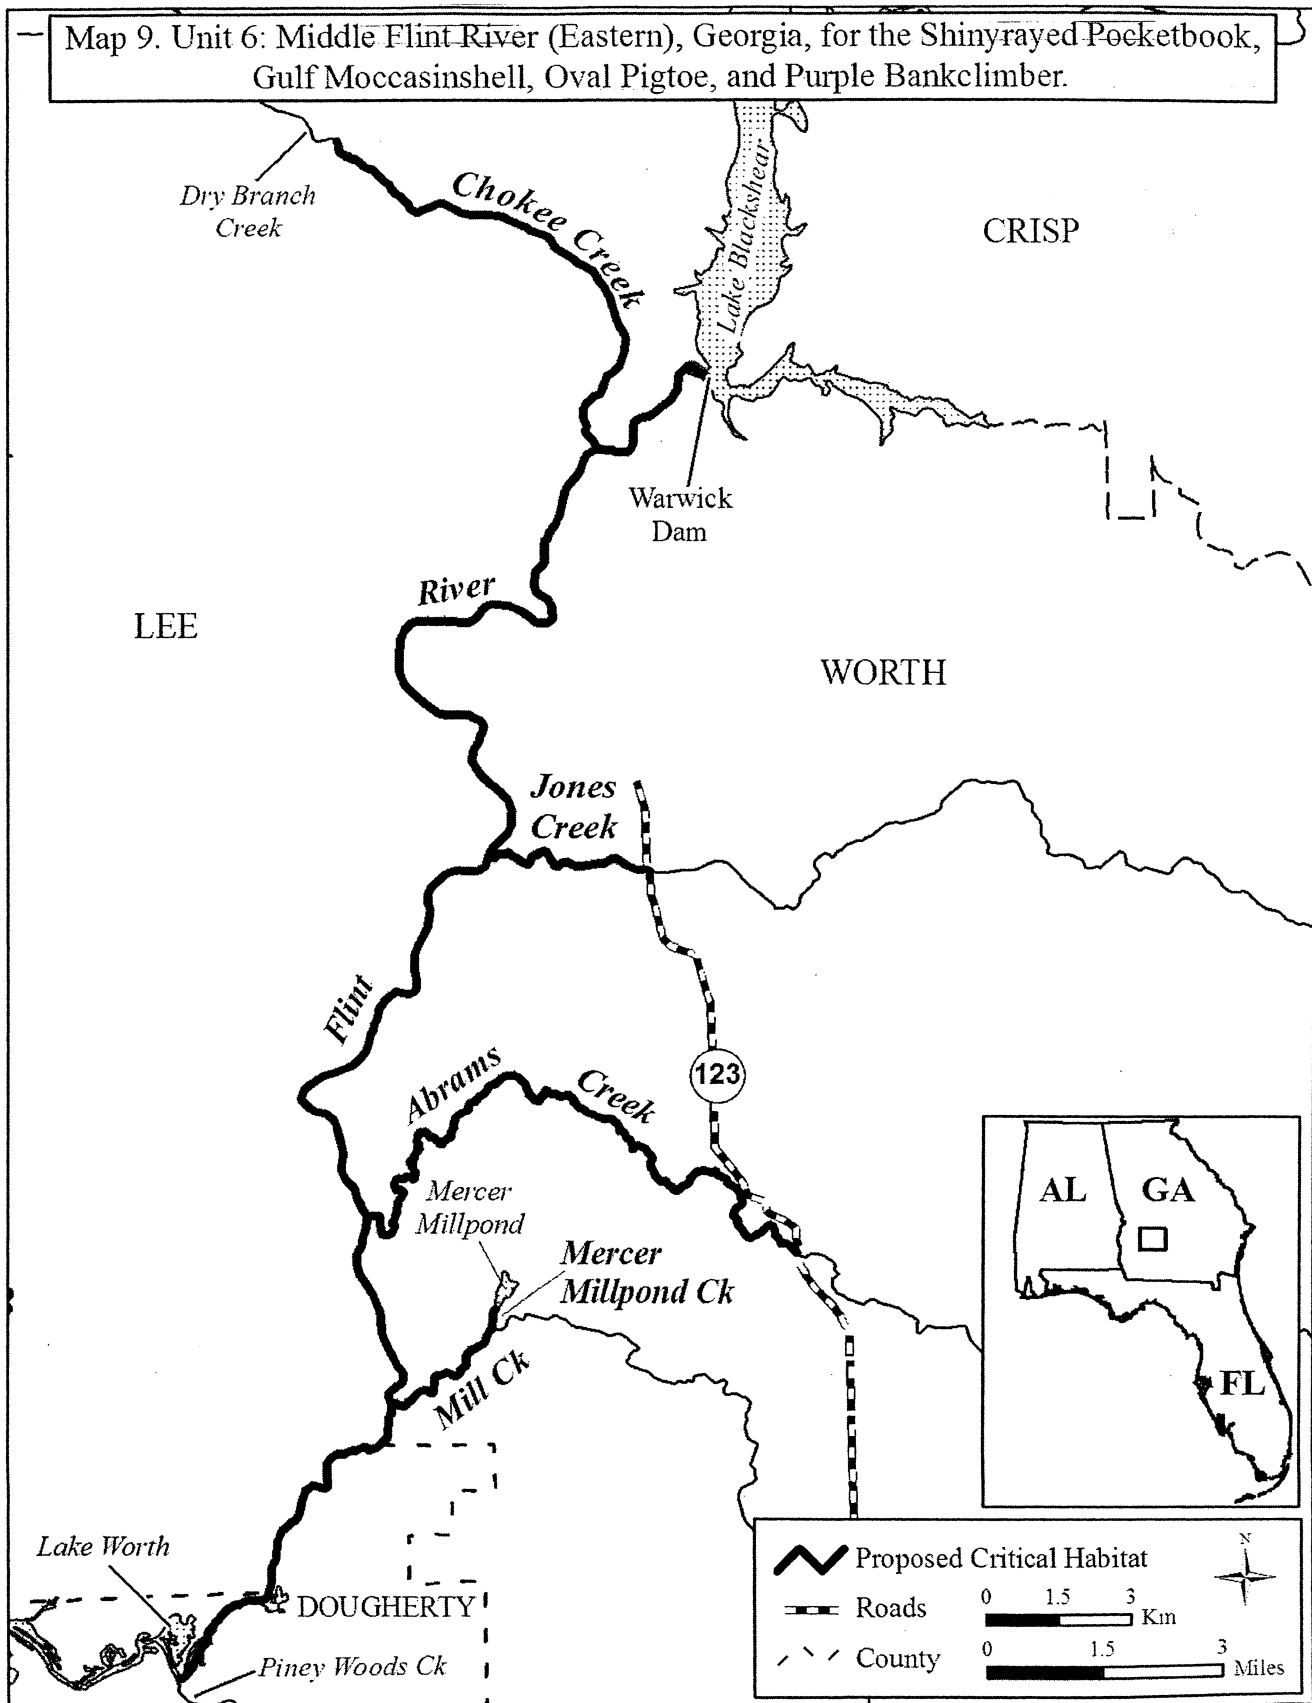 Map 9. Unit 6: Middle Flint River (Eastern), Georgia, for the Shinyrayed Pocketbook,
Gulf Moccasinshell, Oval Pigtoe, and Purple Bankclimber.
Dry Branch
Creek
Chokee Creek
Lake Blackshear
CRISP
Warwick
Dam
River
LEE
WORTH
Jones
Creek
Flint
Abrams Creek
123
Mercer
Millpond
Mercer
Millpond Ck
Mill Ck
AL
GA
FL
Lake Worth
DOUGHERTY
Piney Woods Ck
Proposed Critical Habitat
Roads
County
N
0 1.5 3
Km
0 1.5 3
Miles